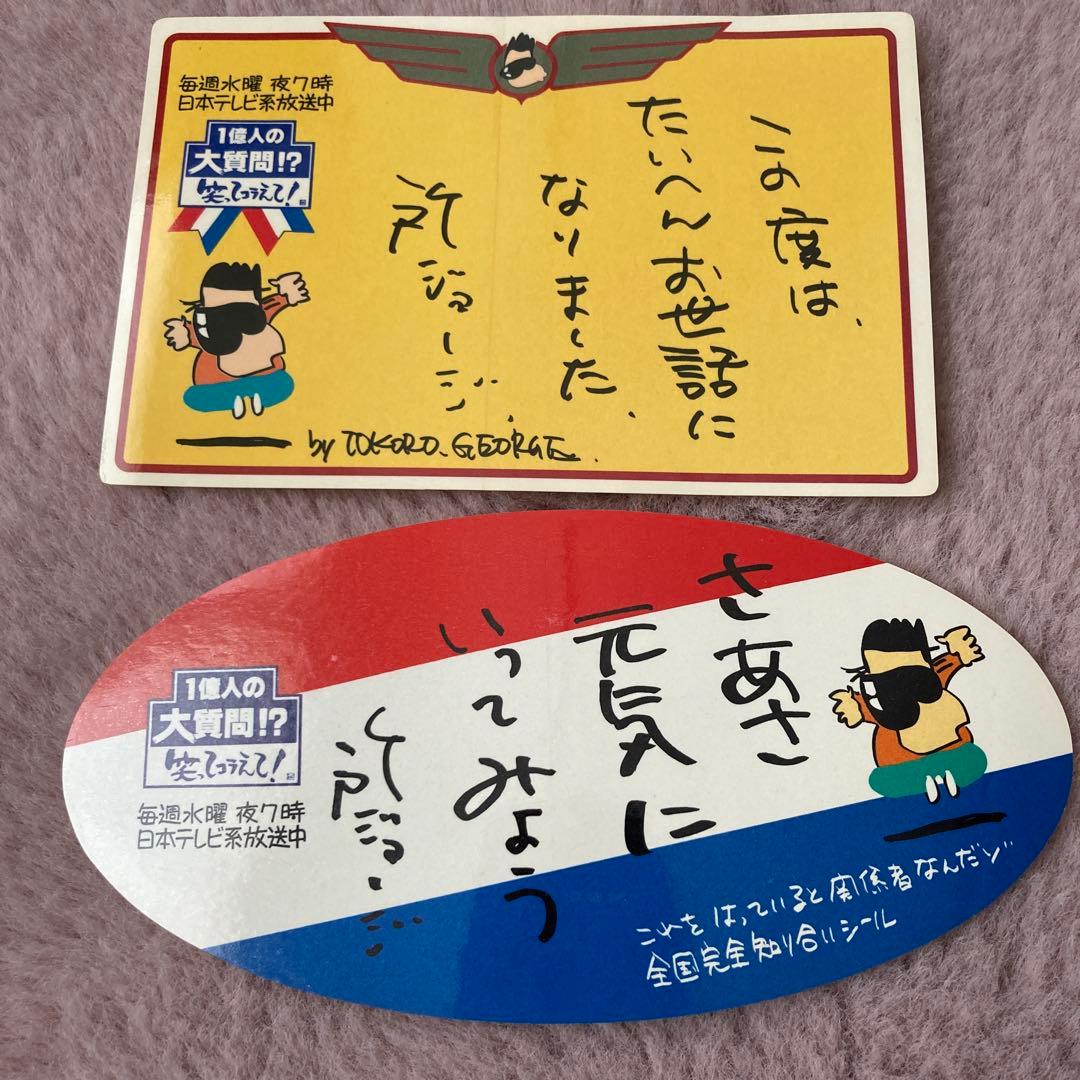 毎週水曜 夜7時
日本テレビ系放送中
1億人の
大質問!?
笑ってコラえて!
この度は、
たいへんお世話に
なりました、
所ジョージ、
by TOKORO.GEORGE.
さあさ
元気に
いってみよう
所ジョージ
1億人の
大質問!?
笑ってコラえて!
毎週水曜 夜7時
日本テレビ系放送中
これをはっていると関係者なんだゾ
全国完全知り合いシール